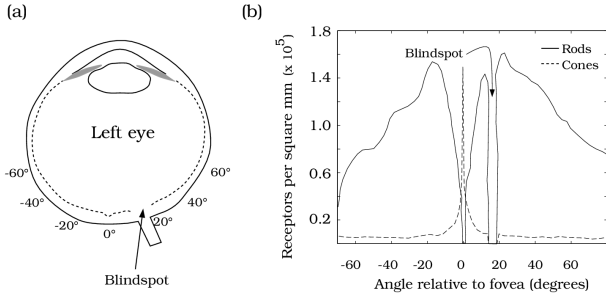 (a)
Left eye
-60°
-40°
-20°
0°
20°
40°
60°
Blindspot
(b)
Receptors per square mm (x 10⁵)
1.8
1.4
1.0
0.6
0.2
Blindspot
Rods
Cones
-60 -40 -20 0 20 40 60
Angle relative to fovea (degrees)